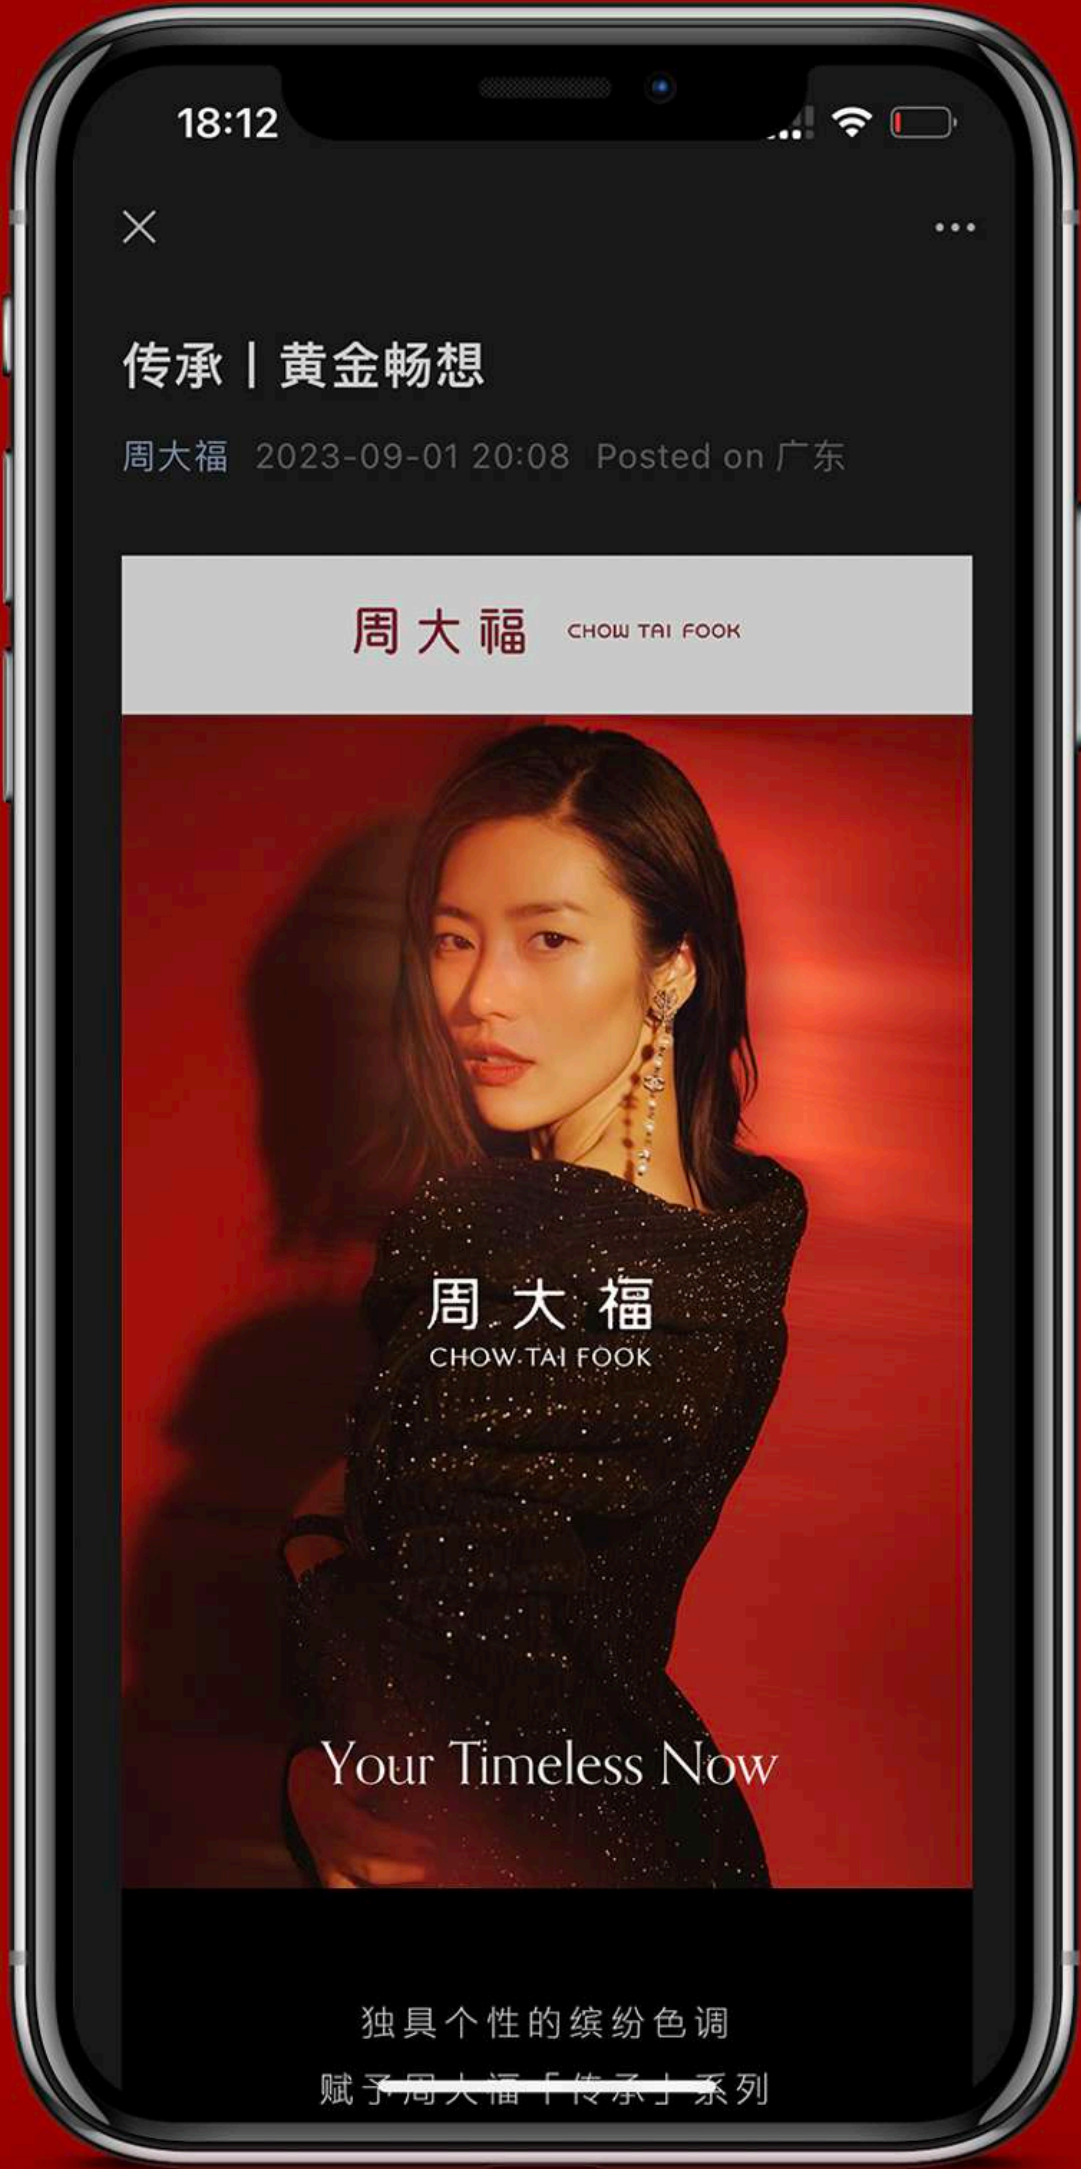 18:12
传承 | 黄金畅想
周大福 2023-09-01 20:08 Posted on 广东
周大福 CHOW TAI FOOK
周大福
CHOW TAI FOOK
Your Timeless Now
独具个性的缤纷色调
赋予周大福「传承」系列